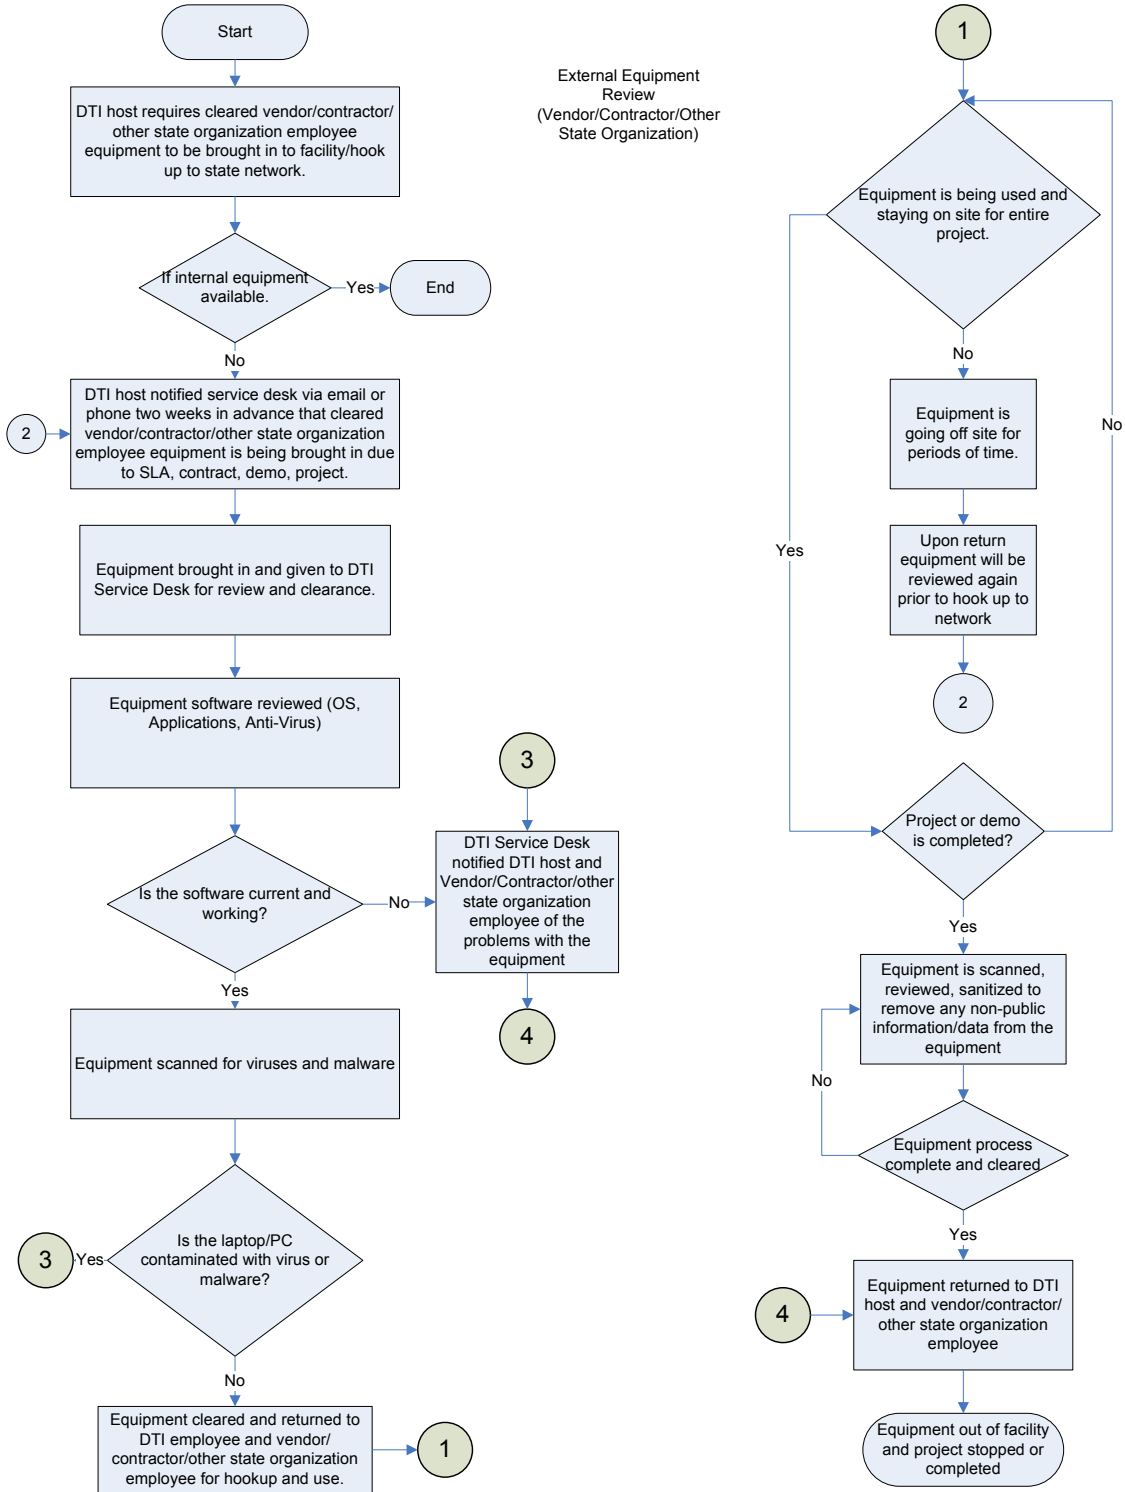 Start
DTI host requires cleared vendor/contractor/
other state organization employee
equipment to be brought in to facility/hook
up to state network.
If internal equipment
available.
Yes
End
No
2
DTI host notified service desk via email or
phone two weeks in advance that cleared
vendor/contractor/other state organization
employee equipment is being brought in due
to SLA, contract, demo, project.
Equipment brought in and given to DTI
Service Desk for review and clearance.
Equipment software reviewed (OS,
Applications, Anti-Virus)
Is the software current and
working?
No
3
DTI Service Desk
notified DTI host and
Vendor/Contractor/other
state organization
employee of the
problems with the
equipment
4
Yes
Equipment scanned for viruses and malware
Is the laptop/PC
contaminated with virus or
malware?
Yes
3
No
Equipment cleared and returned to
DTI employee and vendor/
contractor/other state organization
employee for hookup and use.
1
External Equipment
Review
(Vendor/Contractor/Other
State Organization)
1
Equipment is being used and
staying on site for entire
project.
No
Equipment is
going off site for
periods of time.
Upon return
equipment will be
reviewed again
prior to hook up to
network
2
Yes
No
Project or demo
is completed?
Yes
Equipment is scanned,
reviewed, sanitized to
remove any non-public
information/data from the
equipment
No
Equipment process
complete and cleared
Yes
4
Equipment returned to DTI
host and vendor/contractor/
other state organization
employee
Equipment out of facility
and project stopped or
completed